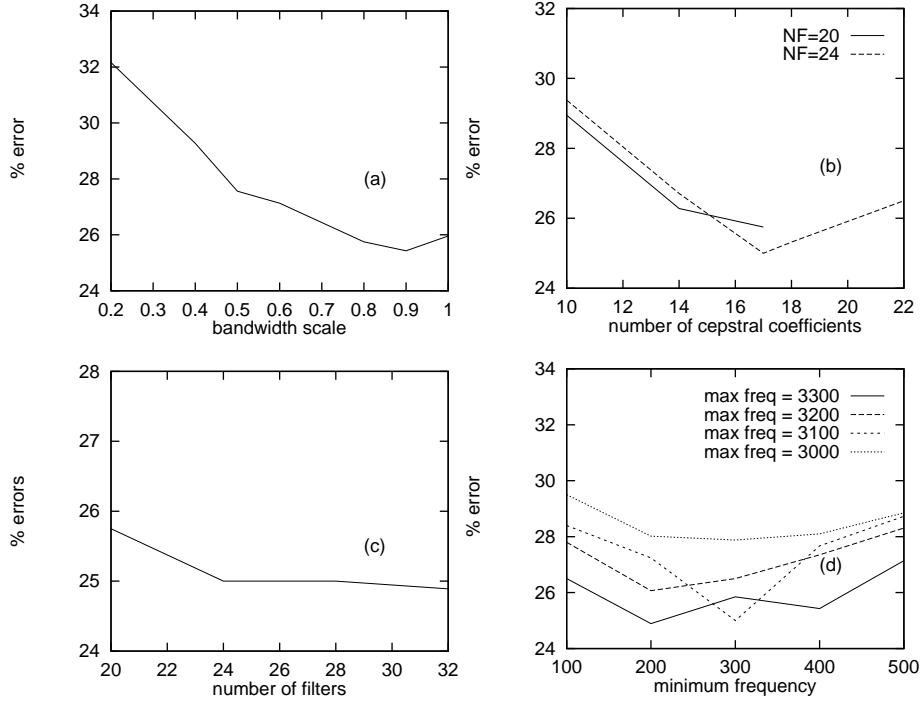 34
32
30
28
26
24
% error
(a)
0.2 0.3 0.4 0.5 0.6 0.7 0.8 0.9 1
bandwidth scale
32
30
28
26
24
% error
NF=20
NF=24
(b)
10 12 14 16 18 20 22
number of cepstral coefficients
28
27
26
25
24
% errors
(c)
20 22 24 26 28 30 32
number of filters
34
32
30
28
26
24
% error
max freq = 3300
max freq = 3200
max freq = 3100
max freq = 3000
(d)
100 200 300 400 500
minimum frequency